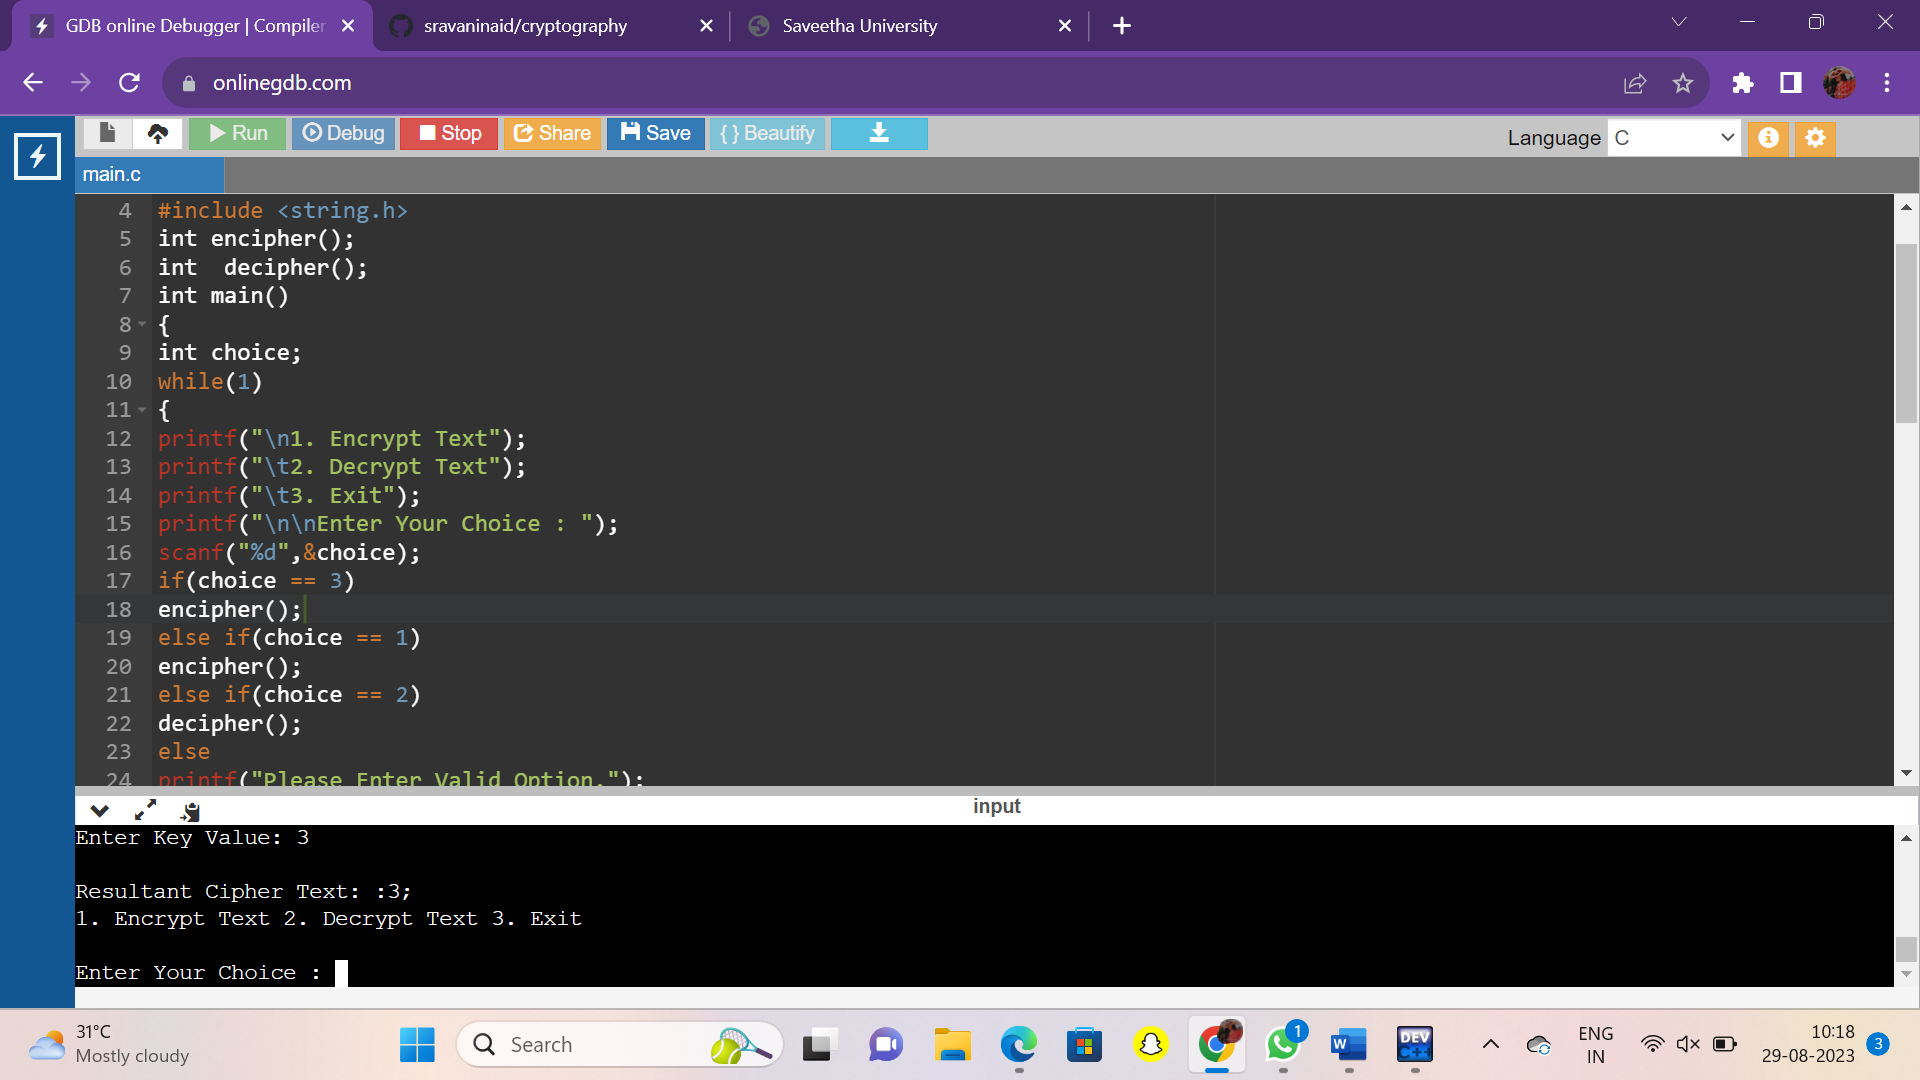 GDB online Debugger | Compiler
sravaninaid/cryptography
Saveetha University
onlinegdb.com
Run
Debug
Stop
Share
Save
{ } Beautify
Language
C
main.c
4 #include <string.h>
5 int encipher();
6 int  decipher();
7 int main()
8 {
9 int choice;
10 while(1)
11 {
12 printf("\n1. Encrypt Text");
13 printf("\t2. Decrypt Text");
14 printf("\t3. Exit");
15 printf("\n\nEnter Your Choice : ");
16 scanf("%d",&choice);
17 if(choice == 3)
18 encipher();
19 else if(choice == 1)
20 encipher();
21 else if(choice == 2)
22 decipher();
23 else
24 printf("Please Enter Valid Option.");
input
Enter Key Value: 3
Resultant Cipher Text: :3;
1. Encrypt Text 2. Decrypt Text 3. Exit
Enter Your Choice :
31°C
Mostly cloudy
Search
1
W
DEV
C++
ENG
IN
10:18
29-08-2023
3